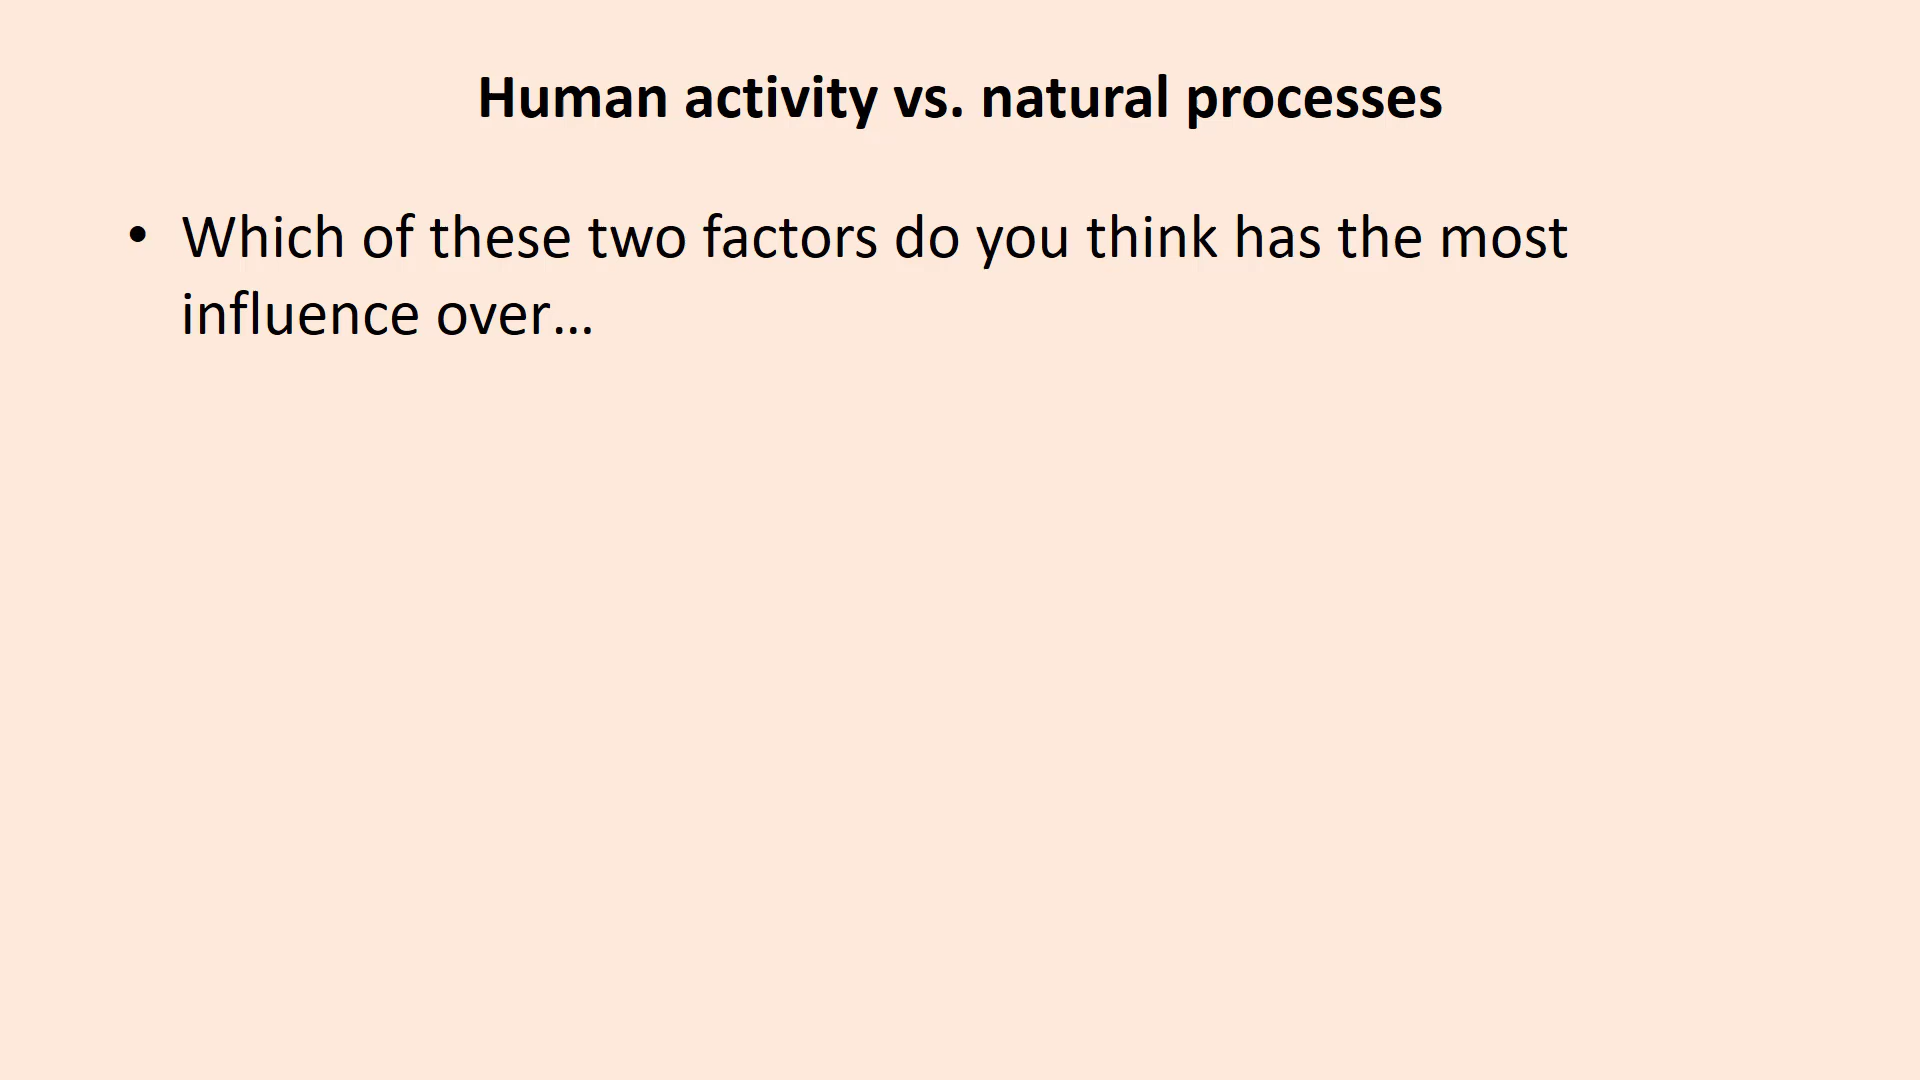 Human activity vs. natural processes
• Which of these two factors do you think has the most
influence over…